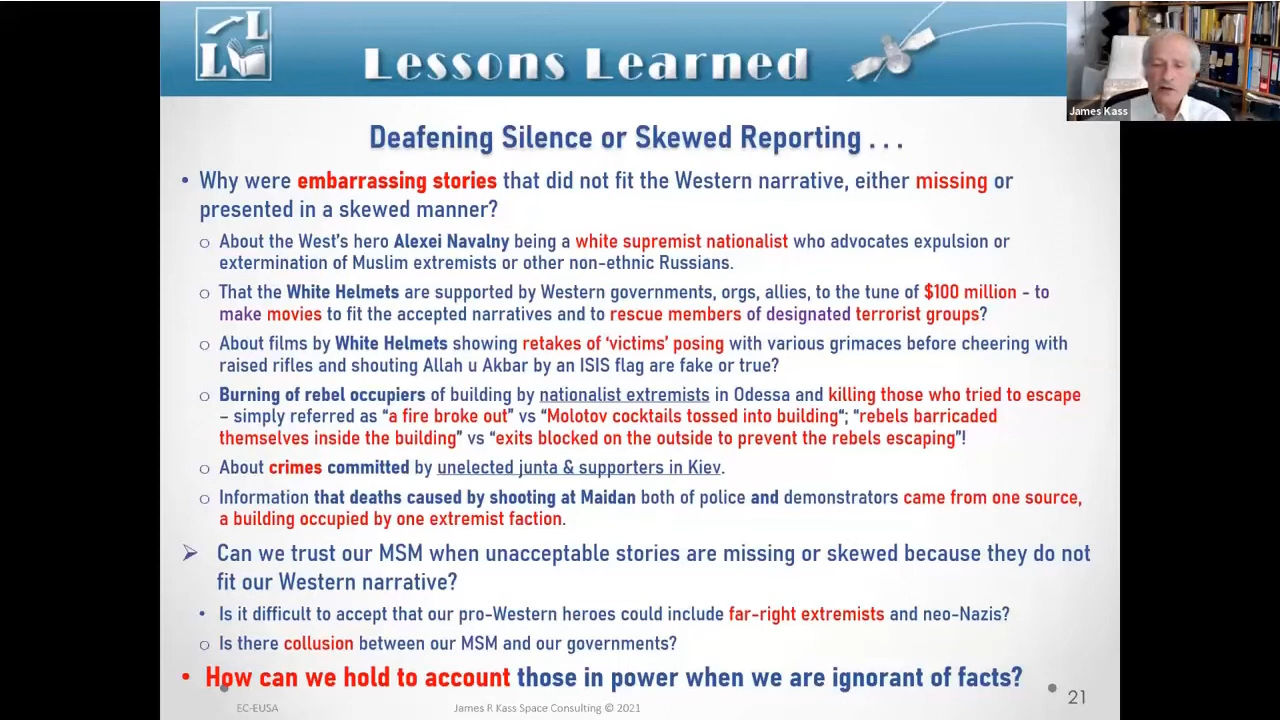 L L
Lessons Learned
James Kass
Deafening Silence or Skewed Reporting . . .
• Why were embarrassing stories that did not fit the Western narrative, either missing or
presented in a skewed manner?
o About the West's hero Alexei Navalny being a white supremist nationalist who advocates expulsion or
extermination of Muslim extremists or other non-ethnic Russians.
o That the White Helmets are supported by Western governments, orgs, allies, to the tune of $100 million - to
make movies to fit the accepted narratives and to rescue members of designated terrorist groups?
o About films by White Helmets showing retakes of 'victims' posing with various grimaces before cheering with
raised rifles and shouting Allah u Akbar by an ISIS flag are fake or true?
o Burning of rebel occupiers of building by nationalist extremists in Odessa and killing those who tried to escape
– simply referred as “a fire broke out” vs “Molotov cocktails tossed into building“; “rebels barricaded
themselves inside the building” vs “exits blocked on the outside to prevent the rebels escaping”!
o About crimes committed by unelected junta & supporters in Kiev.
o Information that deaths caused by shooting at Maidan both of police and demonstrators came from one source,
a building occupied by one extremist faction.
➢ Can we trust our MSM when unacceptable stories are missing or skewed because they do not
fit our Western narrative?
• Is it difficult to accept that our pro-Western heroes could include far-right extremists and neo-Nazis?
o Is there collusion between our MSM and our governments?
• How can we hold to account those in power when we are ignorant of facts?
EC-EUSA James R Kass Space Consulting © 2021 21